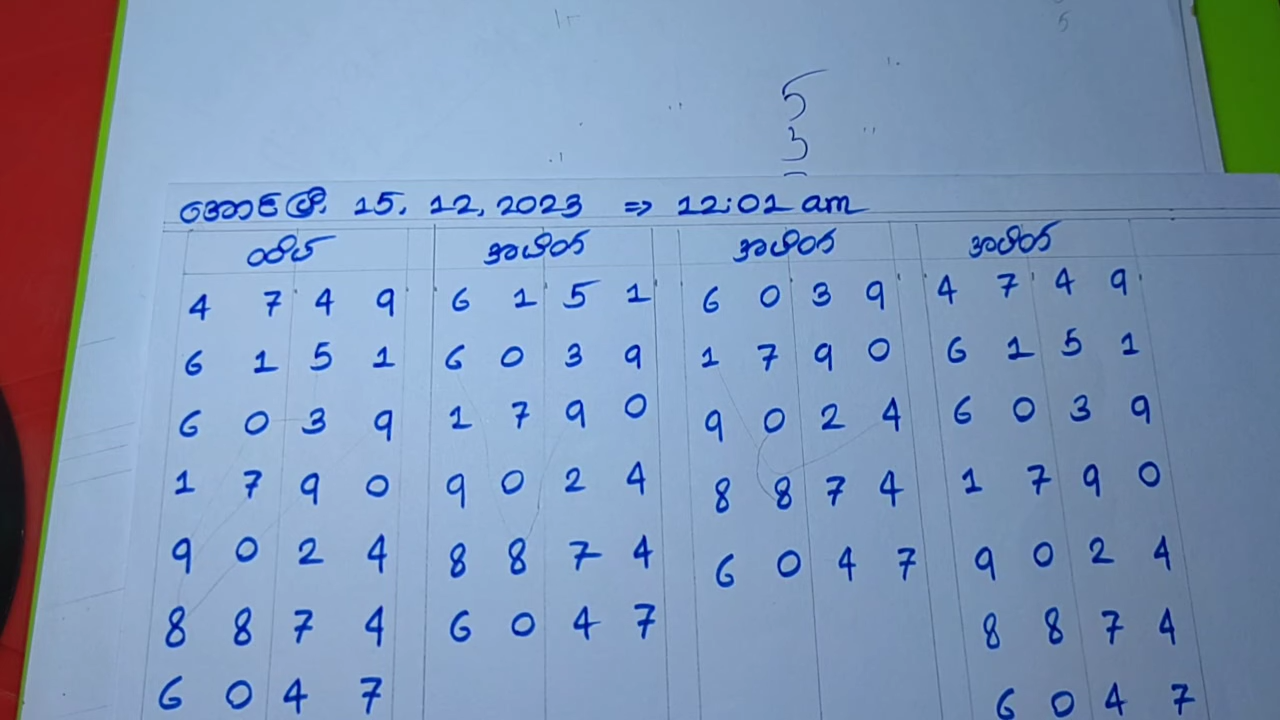 15. 12. 2023 ⇒ 12:01 am
4 7 4 9 6 1 5 1 6 0 3 9 4 7 4 9
6 1 5 1 6 0 3 9 1 7 9 0 6 1 5 1
6 0 3 9 1 7 9 0 9 0 2 4 6 0 3 9
1 7 9 0 9 0 2 4 8 8 7 4 1 7 9 0
9 0 2 4 8 8 7 4 6 0 4 7 9 0 2 4
8 8 7 4 6 0 4 7 8 8 7 4
6 0 4 7 6 0 4 7